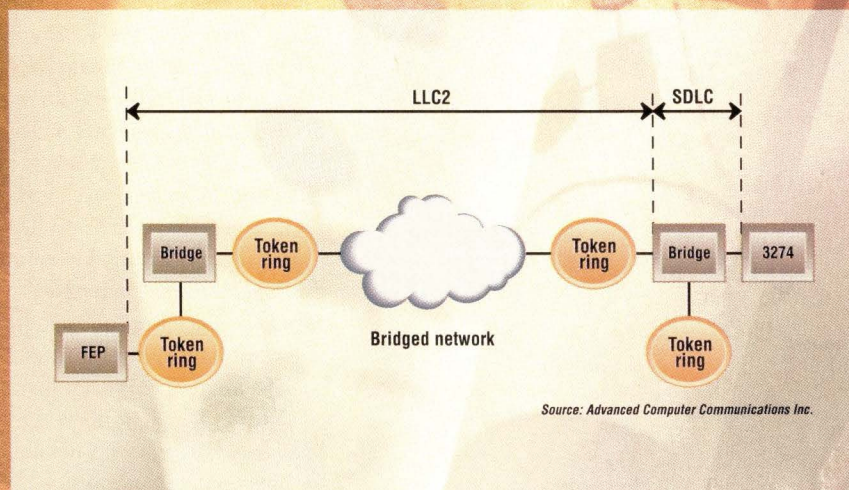 LLC2
SDLC
Bridge
Token
ring
Token
ring
Bridge
3274
FEP
Token
ring
Bridged network
Token
ring
Source: Advanced Computer Communications Inc.